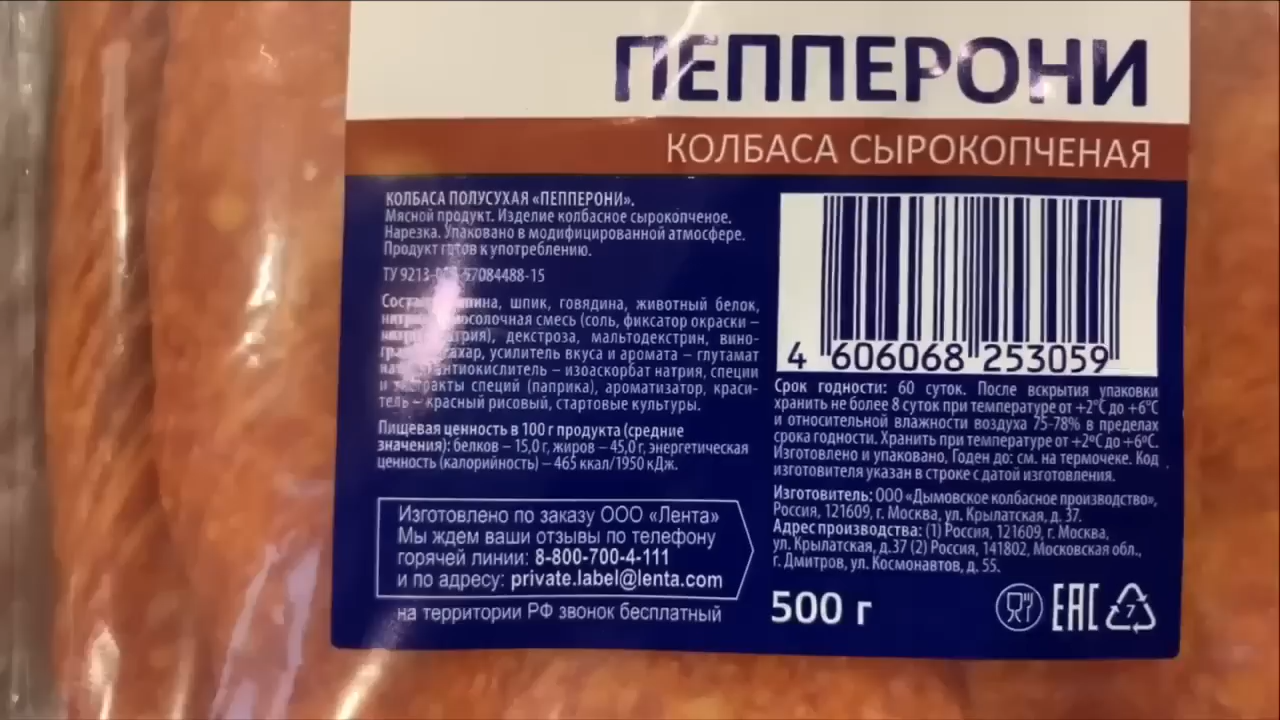 ПЕППЕРОНИ
КОЛБАСА СЫРОКОПЧЕНАЯ
КОЛБАСА ПОЛУСУХАЯ «ПЕППЕРОНИ».
Мясной продукт. Изделие колбасное сырокопченое.
Нарезка. Упаковано в модифицированной атмосфере.
Продукт готов к употреблению.
ТУ 9213- -57084488-15
шпик, говядина, животный белок,
смесь (соль, фиксатор окраски –
декстроза, мальтодекстрин, вино-
сахар, усилитель вкуса и аромата – глутамат
антиокислитель – изоаскорбат натрия, специи
и экстракты специй (паприка), ароматизатор, краси-
тель – красный рисовый, стартовые культуры.
Пищевая ценность в 100 г продукта (средние
значения): белков – 15,0 г, жиров – 45,0 г, энергетическая
ценность (калорийность) – 465 ккал/1950 кДж.
Изготовлено по заказу ООО «Лента»
Мы ждем ваши отзывы по телефону
горячей линии: 8-800-700-4-111
и по адресу: private.label@lenta.com
на территории РФ звонок бесплатный
4 606068 253059
Срок годности: 60 суток. После вскрытия упаковки
хранить не более 8 суток при температуре от +2°С до +6°С
и относительной влажности воздуха 75-78% в пределах
срока годности. Хранить при температуре от +2°С до +6°С.
Изготовлено и упаковано, Годен до: см. на термочеке. Код
изготовителя указан в строке с датой изготовления.
Изготовитель: ООО «Дымовское колбасное производство»,
Россия, 121609, г. Москва, ул. Крылатская, д. 37.
Адрес производства: (1) Россия, 121609, г. Москва,
ул. Крылатская, д.37 (2) Россия, 141802, Московская обл.,
г. Дмитров, ул. Космонавтов, д. 55.
500 г
ЕАС
7